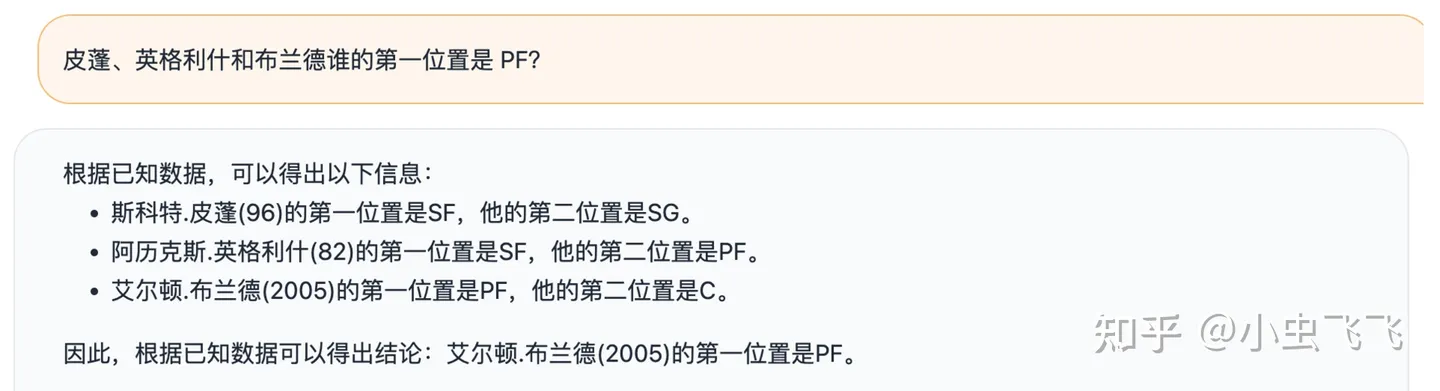 皮蓬、英格利什和布兰德谁的第一位置是 PF?
根据已知数据，可以得出以下信息：
• 斯科特.皮蓬(96)的第一位置是SF，他的第二位置是SG。
• 阿历克斯.英格利什(82)的第一位置是SF，他的第二位置是PF。
• 艾尔顿.布兰德(2005)的第一位置是PF，他的第二位置是C。
因此，根据已知数据可以得出结论：艾尔顿.布兰德(2005)的第一位置是PF。
知乎 @小虫飞飞